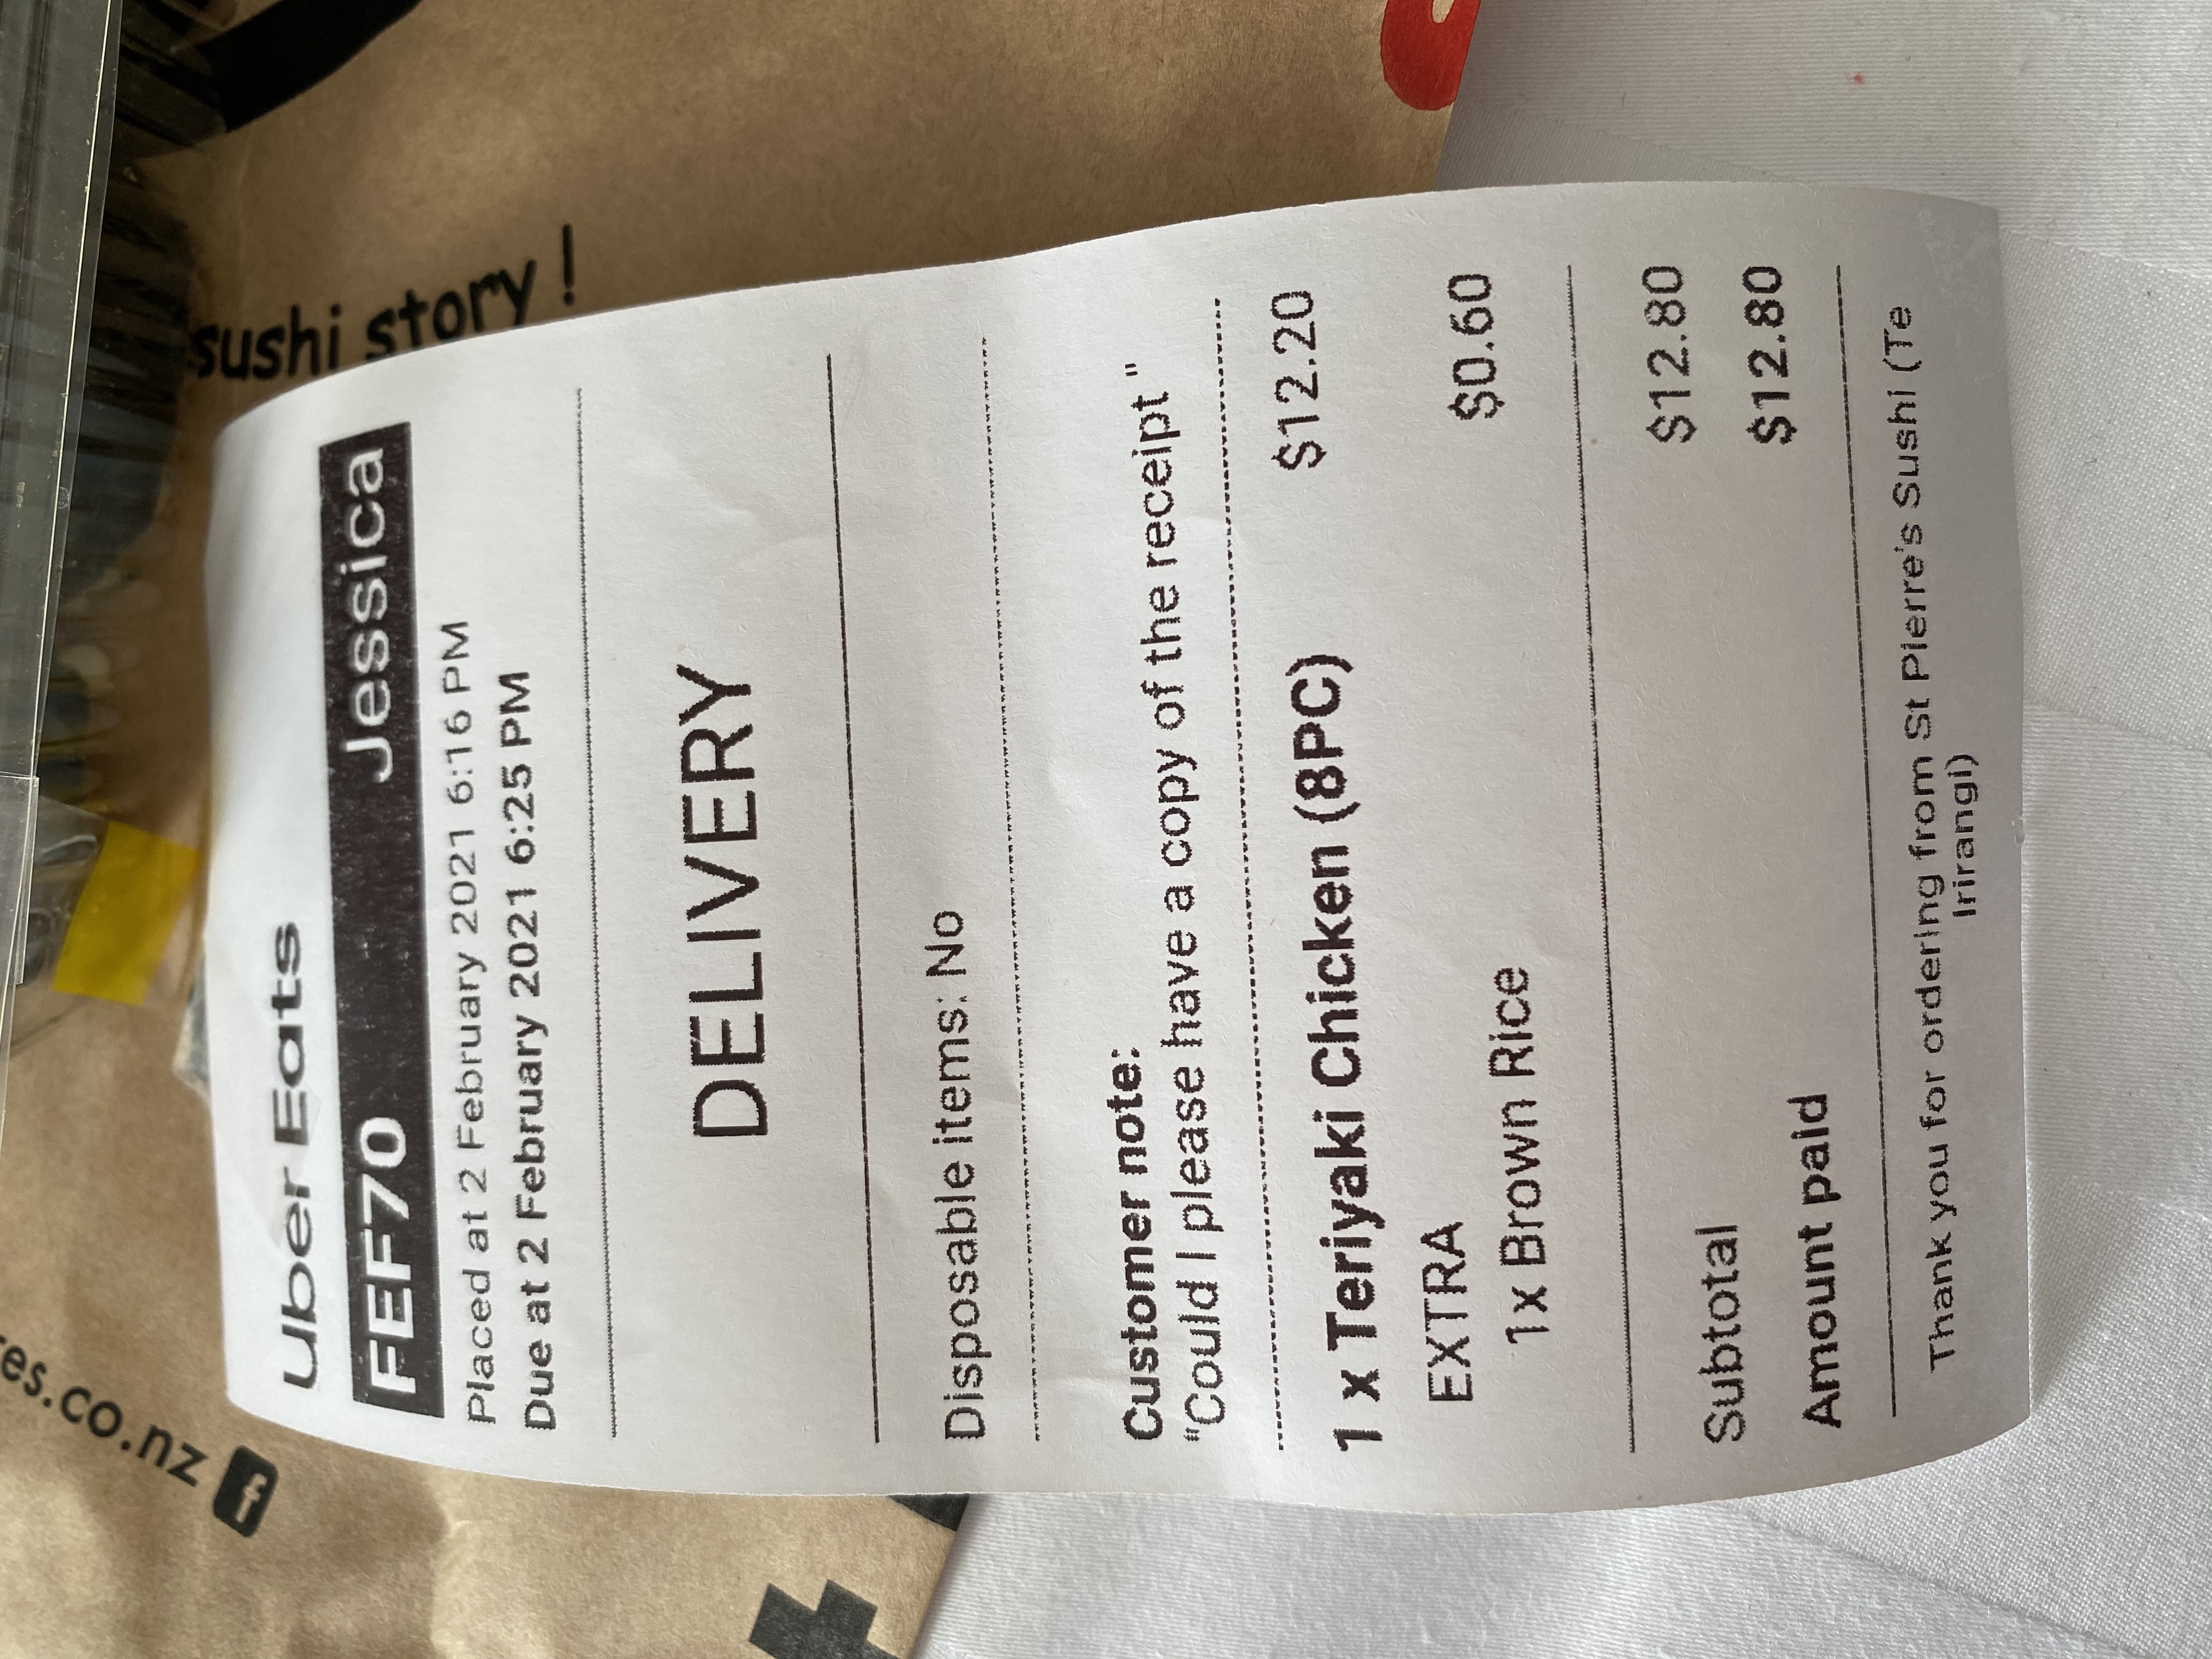 es.co.nz
sushi story!
Uber Eats
FEF70 Jessica
Placed at 2 February 2021 6:16 PM
Due at 2 February 2021 6:25 PM
DELIVERY
Disposable items: No
Customer note:
"Could I please have a copy of the receipt "
1 x Teriyaki Chicken (8PC) $12.20
EXTRA
1x Brown Rice $0.60
Subtotal $12.80
Amount paid $12.80
Thank you for ordering from St Pierre's Sushi (Te
Irirangi)